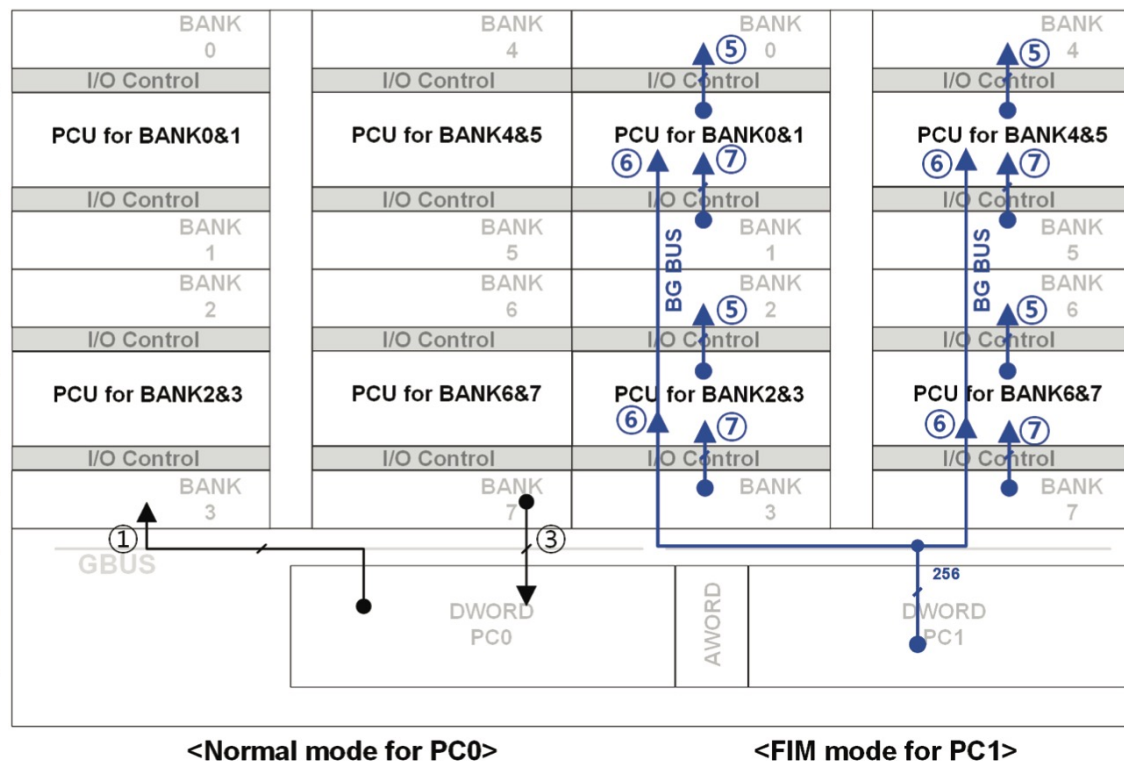 BANK
0
BANK
4
BANK
0
BANK
4
⑤
⑤
I/O Control
I/O Control
I/O Control
I/O Control
PCU for BANK0&1
PCU for BANK4&5
PCU for BANK0&1
PCU for BANK4&5
⑥
⑦
⑥
⑦
I/O Control
I/O Control
I/O Control
I/O Control
BANK
1
BANK
5
BANK
1
BANK
5
BG BUS
BG BUS
BANK
2
BANK
6
BANK
2
BANK
6
⑤
⑤
I/O Control
I/O Control
I/O Control
I/O Control
PCU for BANK2&3
PCU for BANK6&7
PCU for BANK2&3
PCU for BANK6&7
⑥
⑦
⑥
⑦
I/O Control
I/O Control
I/O Control
I/O Control
BANK
3
BANK
7
BANK
3
BANK
7
①
③
GBUS
256
DWORD
PC0
AWORD
DWORD
PC1
<Normal mode for PC0>
<FIM mode for PC1>